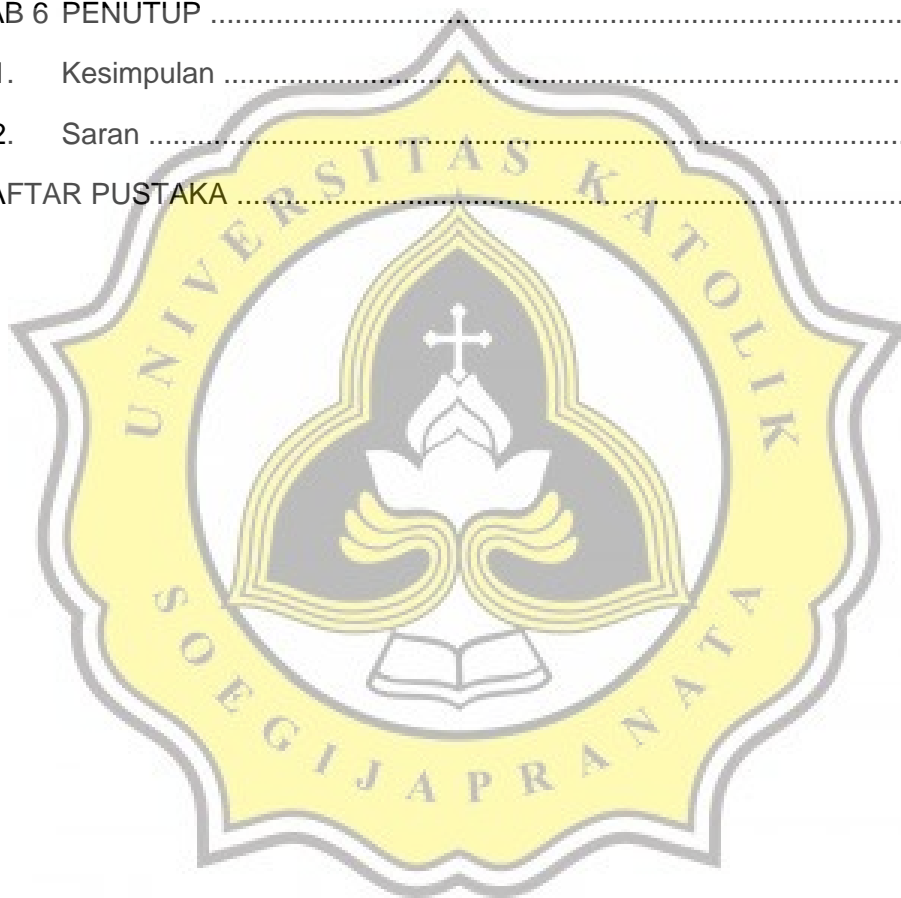 AB 6 PENUTUP ................................................................................
1. Kesimpulan ................................................................................
2. Saran ................................................................................
AFTAR PUSTAKA ................................................................................
UNIVERSITAS KATOLIK
SOEGIJAPRANATA